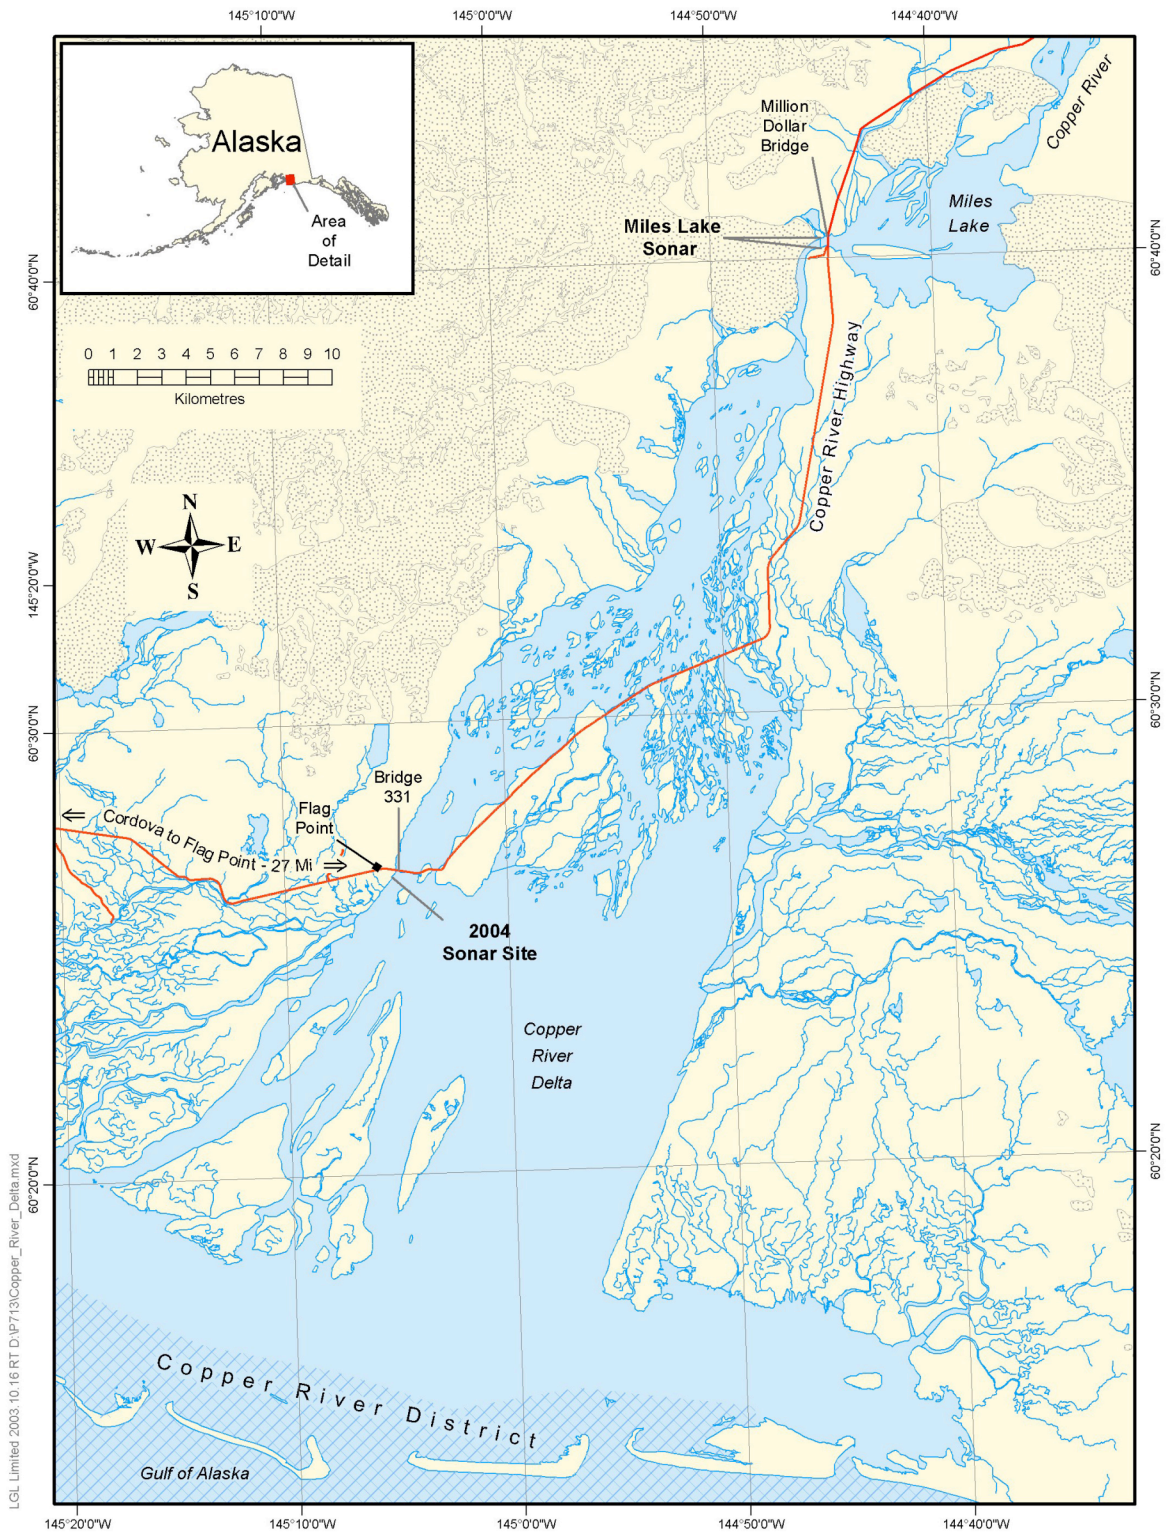 145°10'0"W
145°0'0"W
144°50'0"W
144°40'0"W
Alaska
Area
of
Detail
Million
Dollar
Bridge
Copper River
Miles
Lake
Miles Lake
Sonar
60°40'0"N
60°40'0"N
0 1 2 3 4 5 6 7 8 9 10
Kilometres
Copper River Highway
N
W E
S
145°20'0"W
60°30'0"N
60°30'0"N
Bridge
331
Flag
Point
Cordova to Flag Point - 27 Mi
2004
Sonar Site
Copper
River
Delta
60°20'0"N
60°20'0"N
Copper River District
Gulf of Alaska
LGL Limited 2003.10.16 RT D:\P713\Copper_River_Delta.mxd
145°20'0"W
145°10'0"W
145°0'0"W
144°50'0"W
144°40'0"W